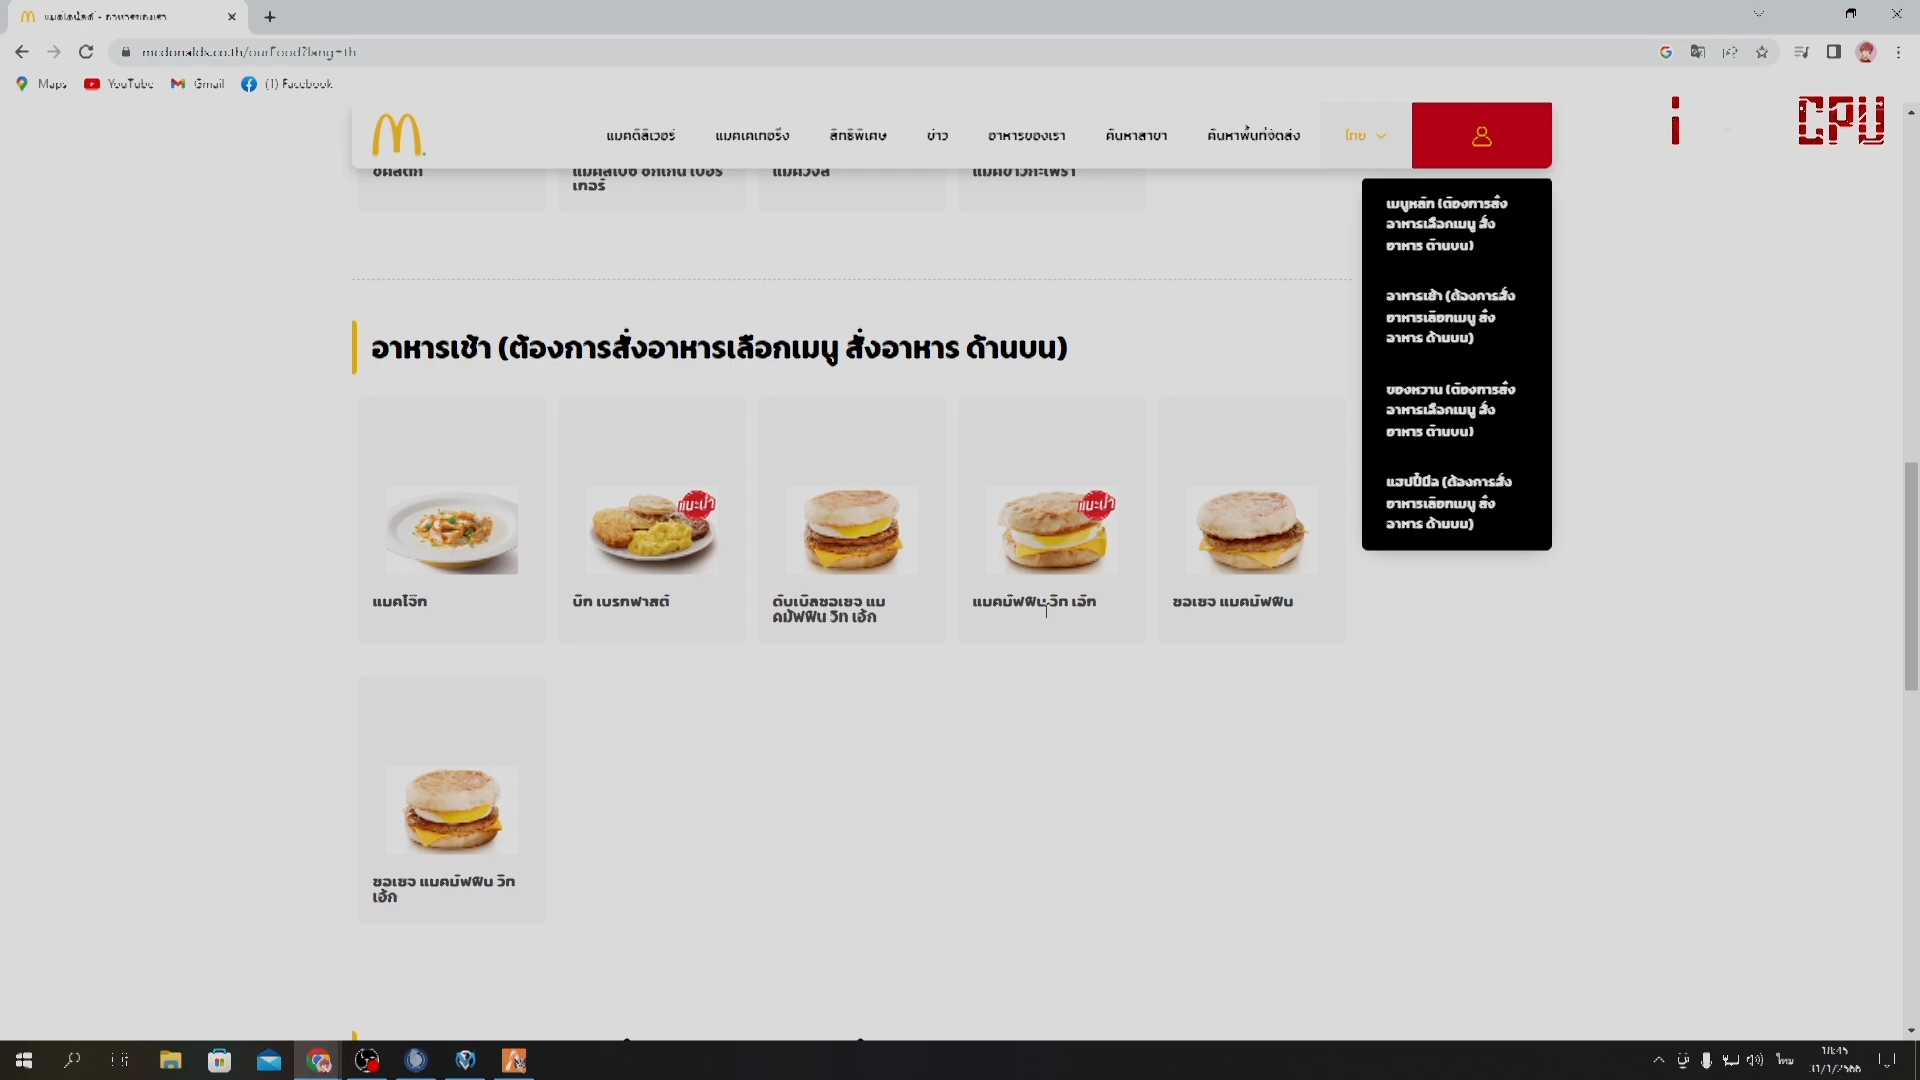 mcdonalds.co.th/ourFood?lang=th
Maps YouTube Gmail (1) Facebook
CPU
แมคดิลิเวอรี่ แมคเคเทอริ่ง สิทธิพิเศษ ข่าว อาหารของเรา ค้นหาสาขา ค้นหาพื้นที่จัดส่ง ไทย
แมควิงส์
เทอร์
เมนูหลัก (ต้องการสั่ง
อาหารเลือกเมนู สั่ง
อาหาร ด้านบน)
อาหารเช้า (ต้องการสั่ง
อาหารเลือกเมนู สั่ง
อาหาร ด้านบน)
ของหวาน (ต้องการสั่ง
อาหารเลือกเมนู สั่ง
อาหาร ด้านบน)
แฮปปี้มีล (ต้องการสั่ง
อาหารเลือกเมนู สั่ง
อาหาร ด้านบน)
อาหารเช้า (ต้องการสั่งอาหารเลือกเมนู สั่งอาหาร ด้านบน)
แนะนำ
แนะนำ
แมคโจ๊ก
บิ๊ก เบรกฟาสต์
ดับเบิ้ลซอเซจ แม
คมัฟฟิน วิท เอ้ก
แมคมัฟฟิน วิท เอ้ก
ซอเซจ แมคมัฟฟิน
ซอเซจ แมคมัฟฟิน วิท
เอ้ก
31/1/2566